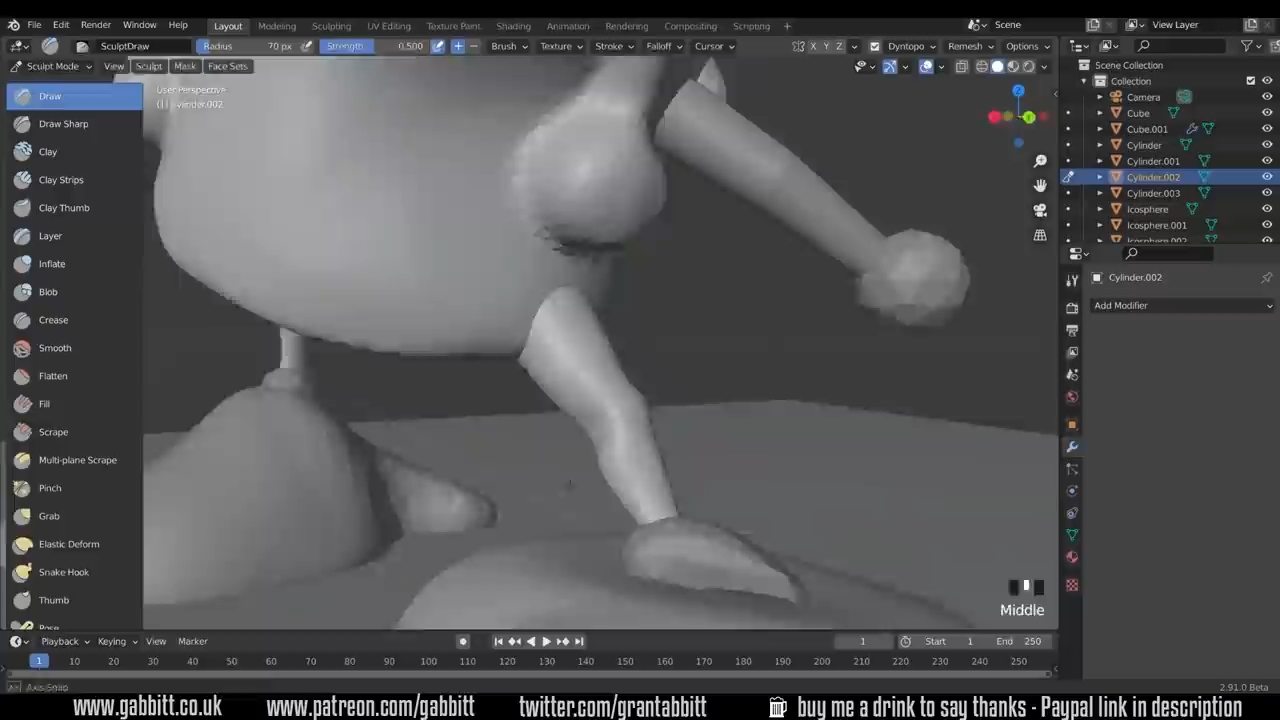 File Edit Render Window Help Layout Modeling Sculpting UV Editing Texture Paint Shading Animation Rendering Compositing Scripting + Scene View Layer
SculptDraw Radius 70 px Strength 0.500 Brush Texture Stroke Falloff Cursor X Y Z Dyntopo Remesh Options
Sculpt Mode View Sculpt Mask Face Sets
Scene Collection
Collection
Camera
Cube
Cube.001
Cylinder
Cylinder.001
Cylinder.002
Cylinder.003
Icosphere
Icosphere.001
Icosphere.002
User Perspective
Draw
Draw Sharp
Clay
Clay Strips
Clay Thumb
Layer
Inflate
Blob
Crease
Smooth
Flatten
Fill
Scrape
Multi-plane Scrape
Pinch
Grab
Elastic Deform
Snake Hook
Thumb
Pose
Z
Cylinder.002
Add Modifier
Middle
Playback Keying View Marker 1 Start 1 End 250
1 10 20 30 40 50 60 70 80 90 100 110 120 130 140 150 160 170 180 190 200 210 220 230 240 250
Axis Snap 2.91.0 Beta
www.gabbitt.co.uk www.patreon.com/gabbitt twitter.com/grantabbitt buy me a drink to say thanks - Paypal link in description